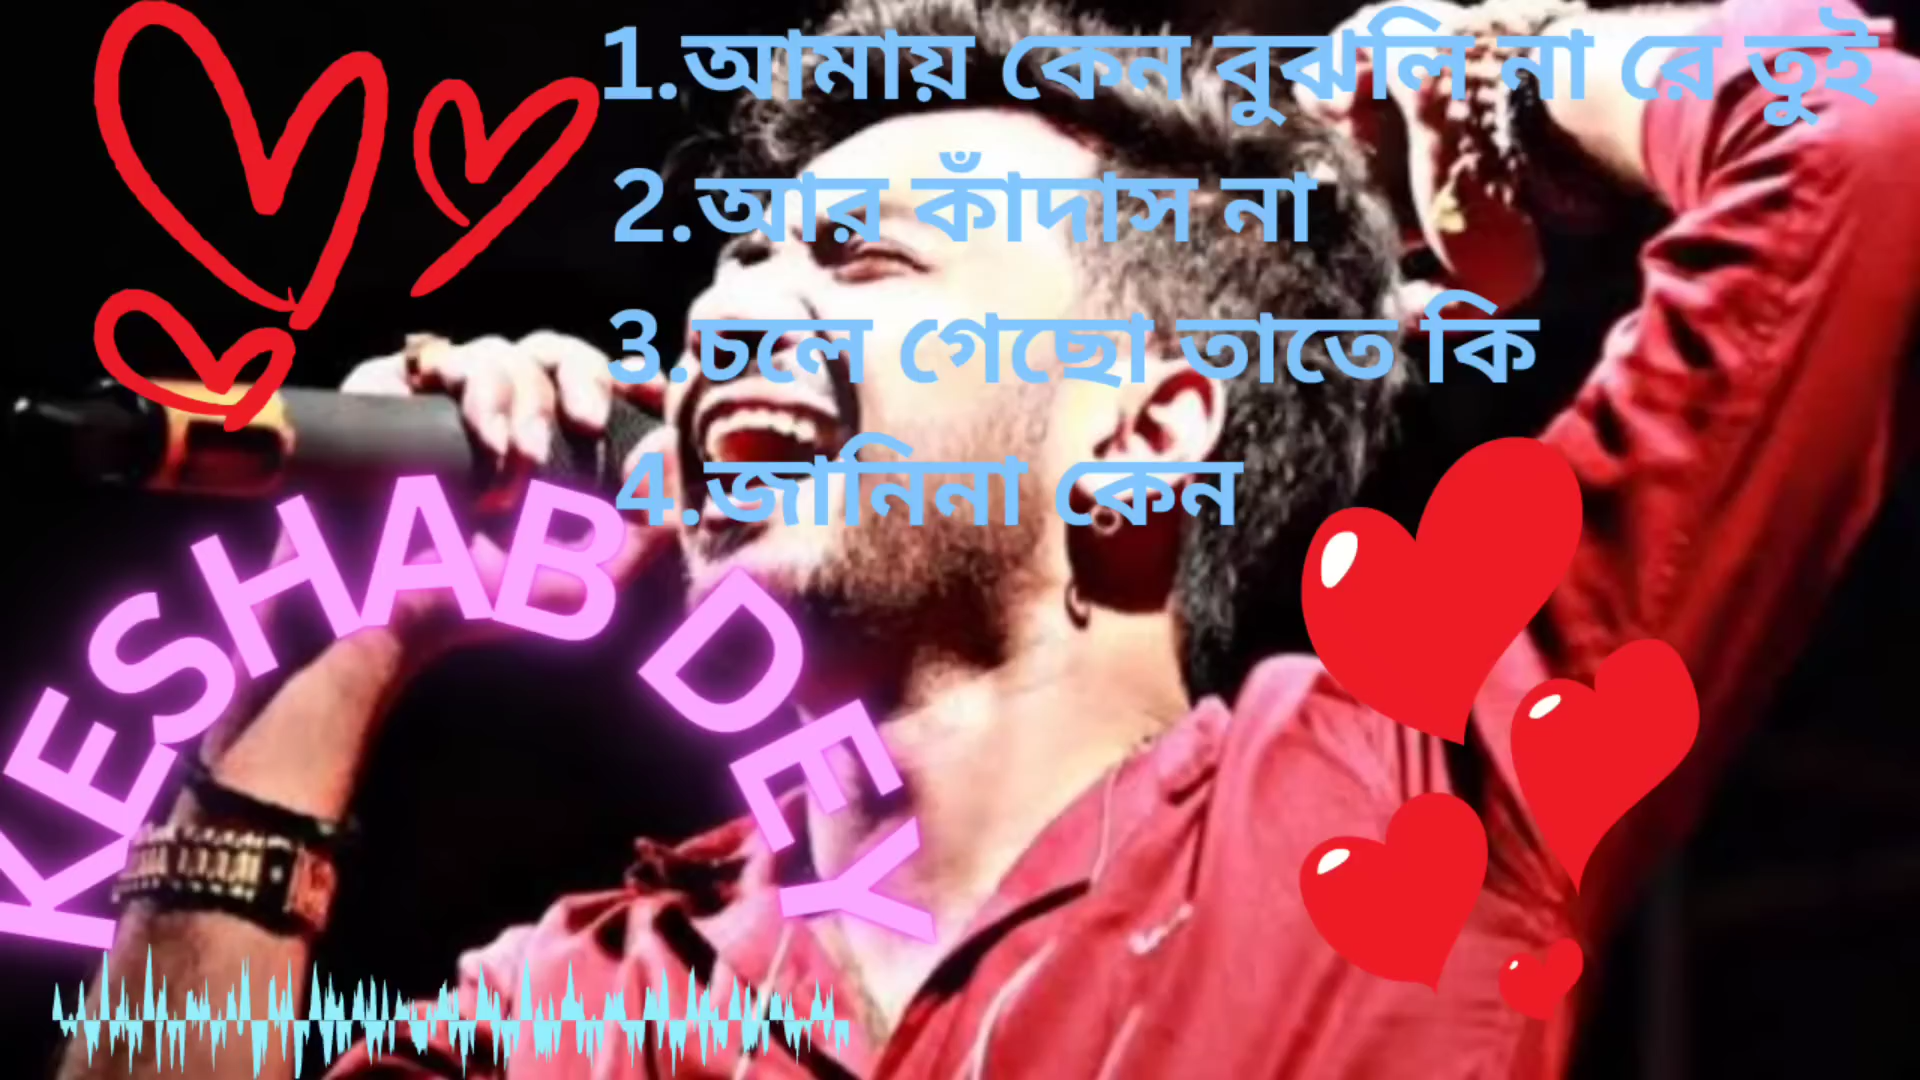 1.আমায় কেন বুঝলি না রে তুই
2.আর কাঁদাস না
3.চলে গেছো তাতে কি
4.জানিনা কেন
KESHAB DEY